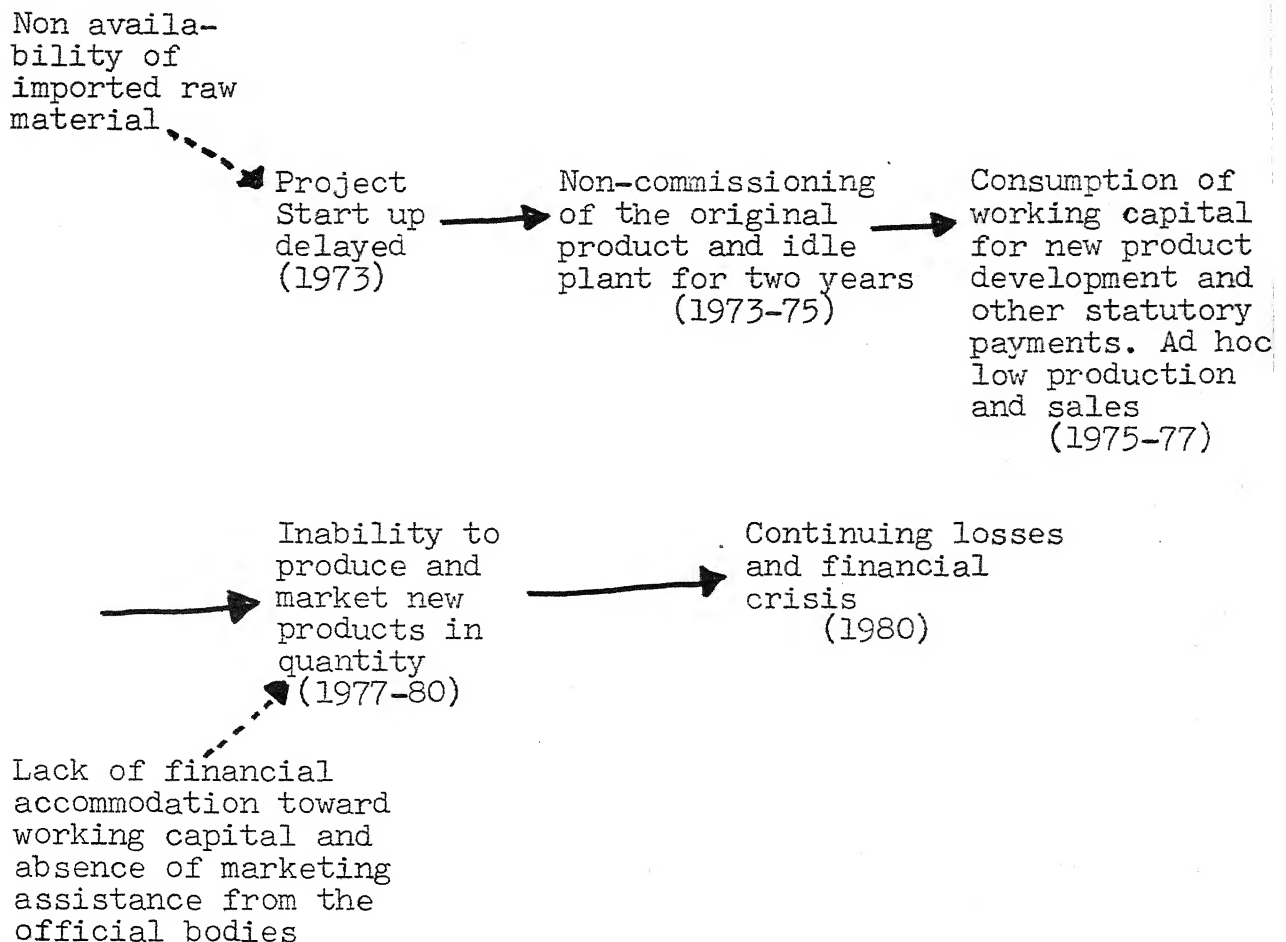 Non availa-
bility of
imported raw
material
Project
Start up
delayed
(1973)
Non-commissioning
of the original
product and idle
plant for two years
(1973-75)
Consumption of
working capital
for new product
development and
other statutory
payments. Ad hoc
low production
and sales
(1975-77)
Inability to
produce and
market new
products in
quantity
(1977-80)
Continuing losses
and financial
crisis
(1980)
Lack of financial
accommodation toward
working capital and
absence of marketing
assistance from the
official bodies